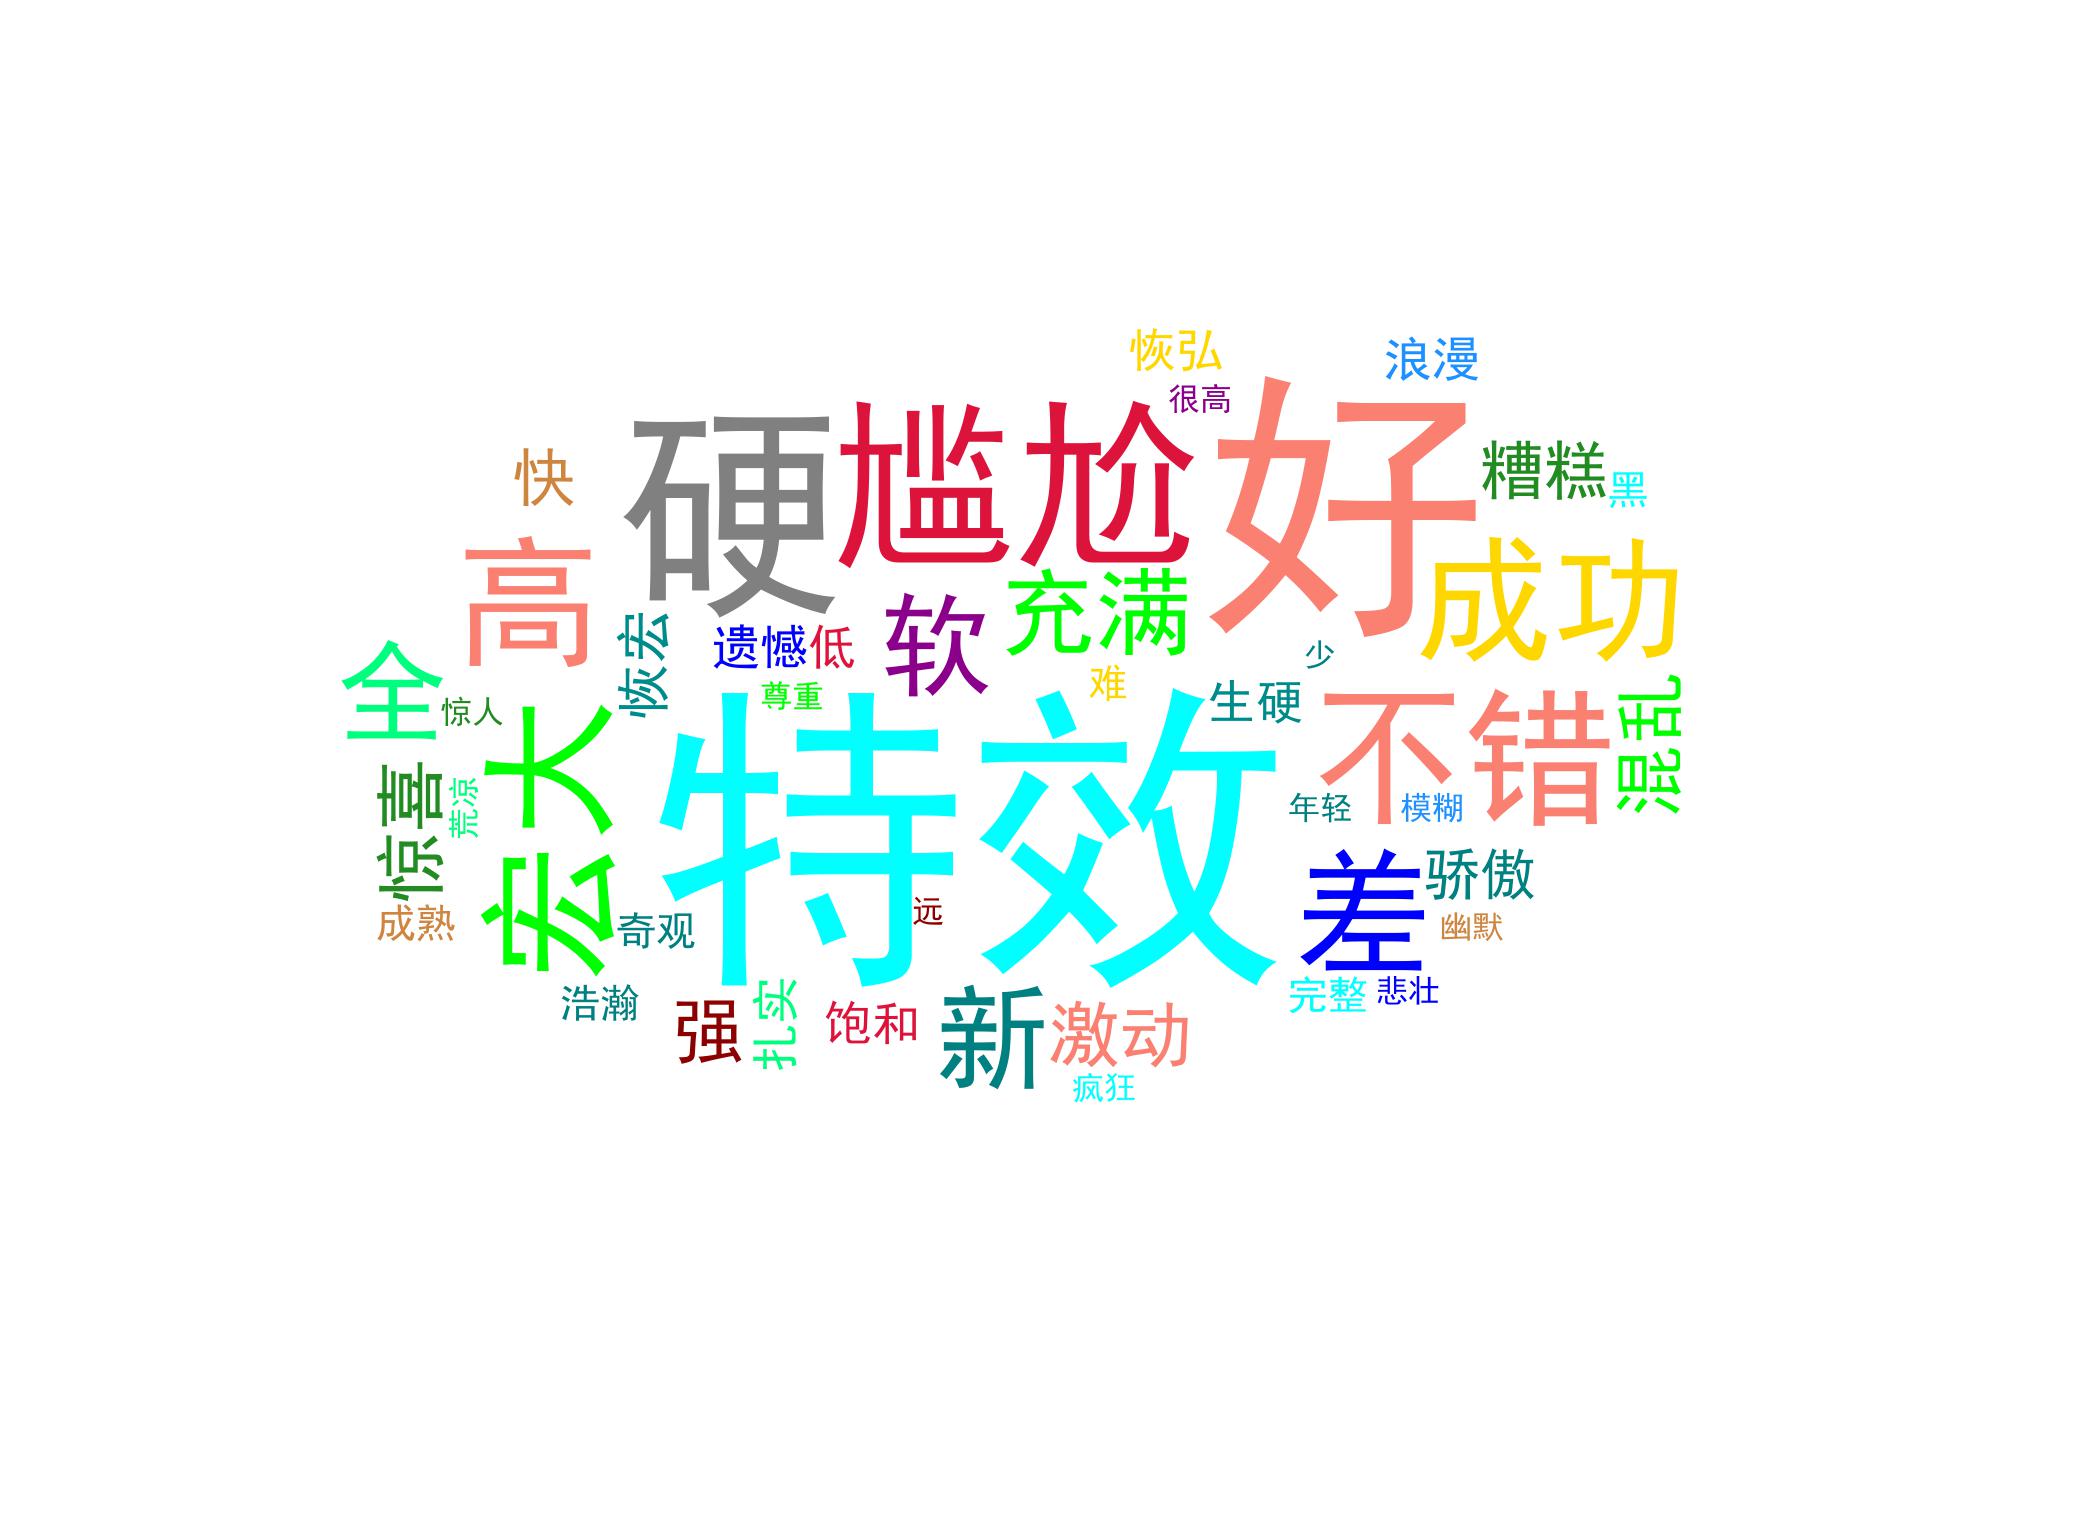 恢弘
浪漫
很高
硬
尴尬
好
快
糟糕
黑
高
成功
充满
软
恢宏
遗憾
低
少
全
难
尊重
生硬
惊人
宏大
特效
不错
混乱
惊喜
荒凉
年轻
模糊
差
骄傲
成熟
奇观
远
幽默
浩瀚
强
扎实
饱和
新
激动
完整
悲壮
疯狂